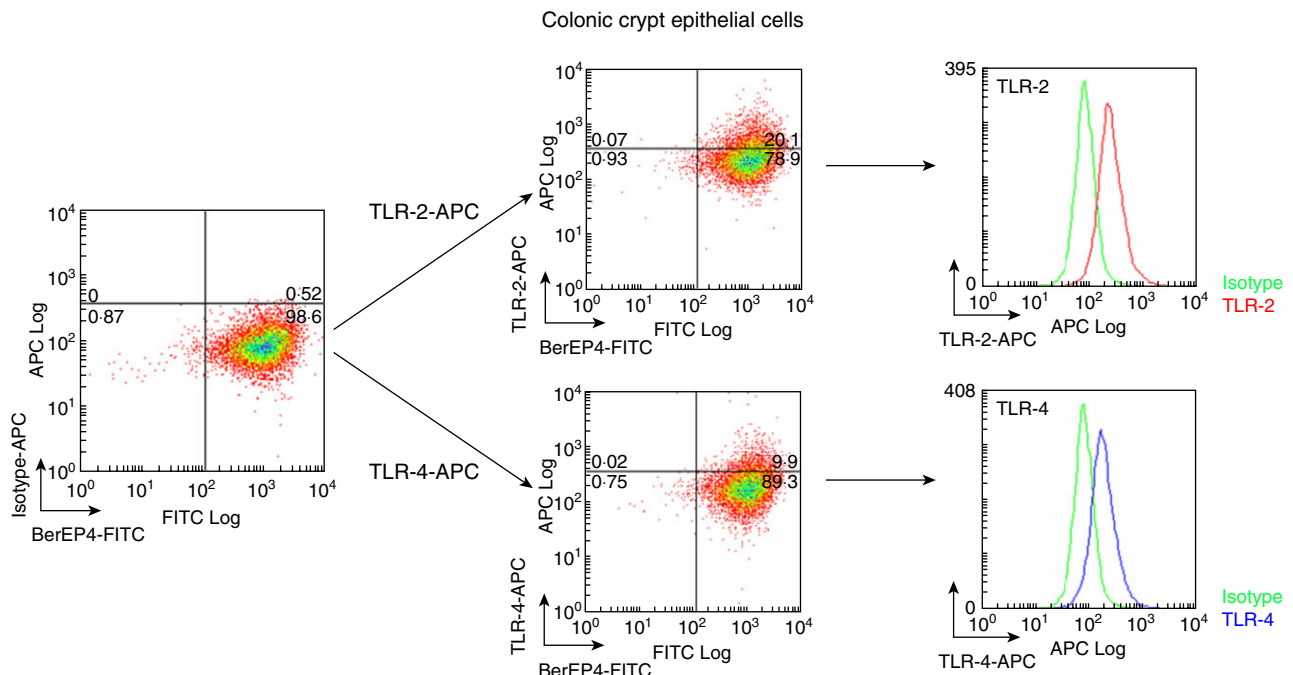 Colonic crypt epithelial cells
10⁴
10³
10²
10¹
10⁰
APC Log
Isotype-APC
0
0·52
0·87
98·6
10⁰ 10¹ 10² 10³ 10⁴
FITC Log
BerEP4-FITC
TLR-2-APC
TLR-4-APC
10⁴
10³
10²
10¹
10⁰
APC Log
TLR-2-APC
0·07
20.1
0·93
78·9
10⁰ 10¹ 10² 10³ 10⁴
FITC Log
BerEP4-FITC
395
TLR-2
0
10⁰ 10¹ 10² 10³ 10⁴
APC Log
TLR-2-APC
Isotype
TLR-2
10⁴
10³
10²
10¹
10⁰
APC Log
TLR-4-APC
0·02
9·9
0·75
89·3
10⁰ 10¹ 10² 10³ 10⁴
FITC Log
BerEP4-FITC
408
TLR-4
0
10⁰ 10¹ 10² 10³ 10⁴
APC Log
TLR-4-APC
Isotype
TLR-4